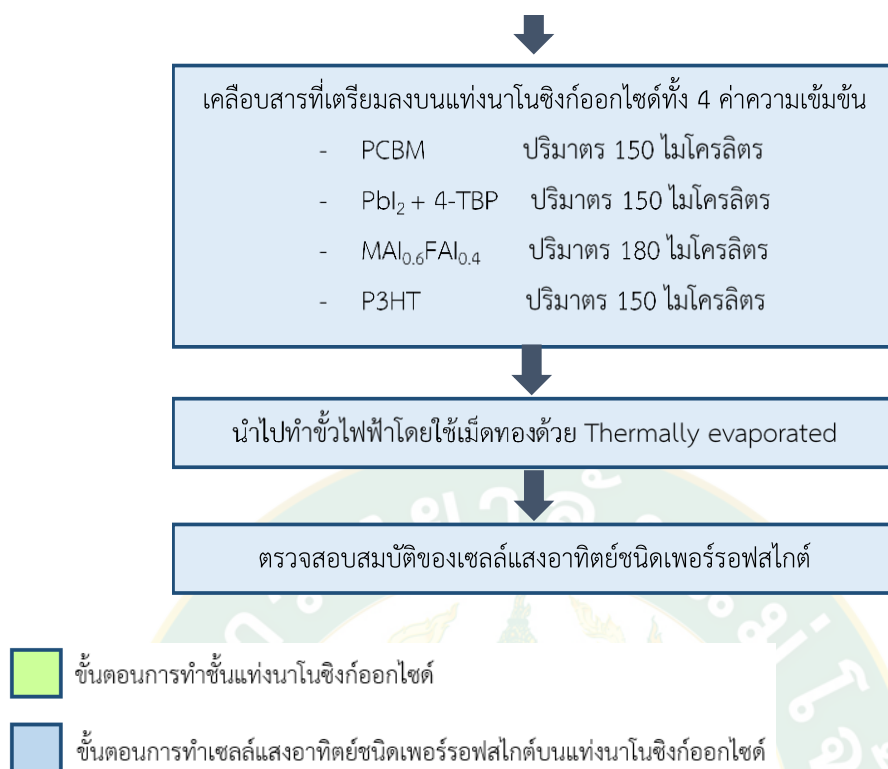 เคลือบสารที่เตรียมลงบนแท่งนาโนซิงก์ออกไซด์ทั้ง 4 ค่าความเข้มข้น
- PCBM ปริมาตร 150 ไมโครลิตร
- PbI₂ + 4-TBP ปริมาตร 150 ไมโครลิตร
- MAI₀.₆FAI₀.₄ ปริมาตร 180 ไมโครลิตร
- P3HT ปริมาตร 150 ไมโครลิตร
นำไปทำขั้วไฟฟ้าโดยใช้เม็ดทองด้วย Thermally evaporated
ตรวจสอบสมบัติของเซลล์แสงอาทิตย์ชนิดเพอร์รอฟสไกต์
ขั้นตอนการทำชั้นแท่งนาโนซิงก์ออกไซด์
ขั้นตอนการทำเซลล์แสงอาทิตย์ชนิดเพอร์รอฟสไกต์บนแท่งนาโนซิงก์ออกไซด์